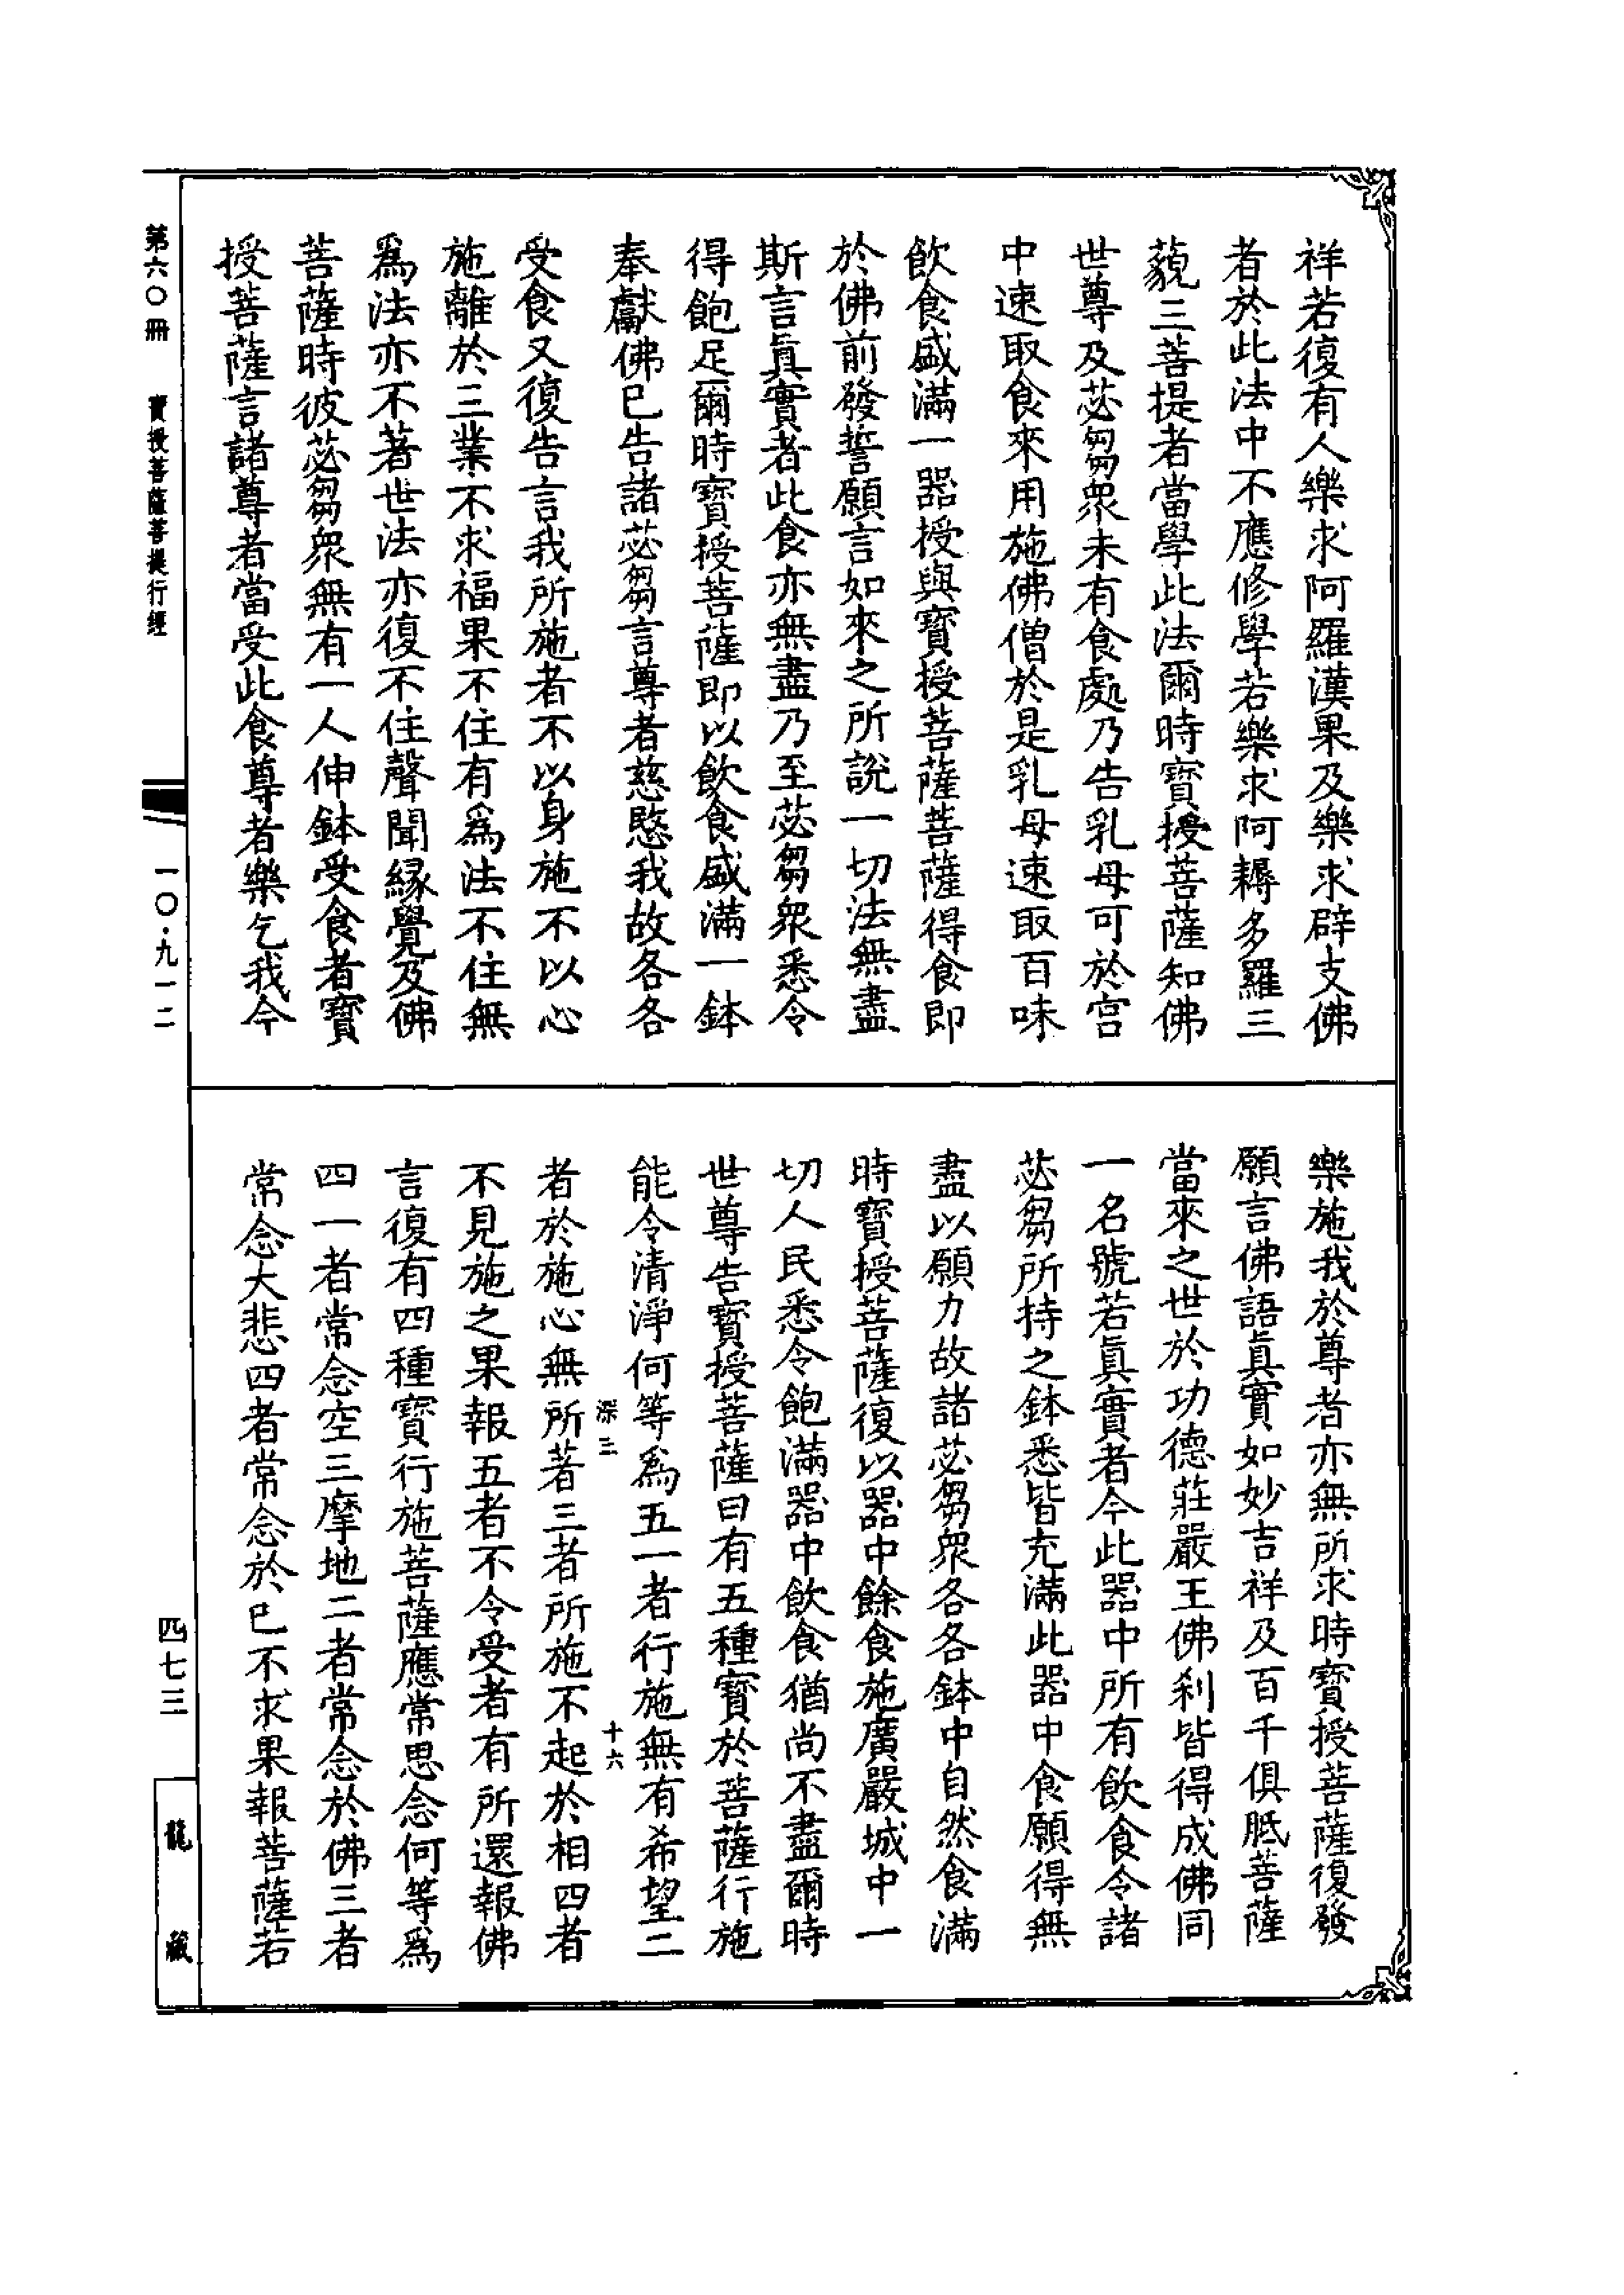 祥若復有人樂求阿羅漢果及樂求辟支佛
者於此法中不應修學若樂求阿耨多羅三
藐三菩提者當學此法爾時寶授菩薩知佛
世尊及苾芻衆未有食處乃告乳母可於宫
中速取食來用施佛僧於是乳母速取百味
飲食盛滿一器授與寶授菩薩菩薩得食即
於佛前發誓願言如來之所說一切法無盡
斯言眞實者此食亦無盡乃至苾芻衆悉令
得飽足爾時寶授菩薩即以飲食盛滿一鉢
奉獻佛已告諸苾芻言尊者慈愍我故各各
受食又復告言我所施者不以身施不以心
施離於三業不求福果不住有爲法不住無
爲法亦不著世法亦復不住聲聞緣覺及佛
菩薩時彼苾芻衆無有一人伸鉢受食者寶
授菩薩言諸尊者當受此食尊者樂乞我今
樂施我於尊者亦無所求時寶授菩薩復發
願言佛語眞實如妙吉祥及百千俱胝菩薩
當來之世於功德莊嚴王佛刹皆得成佛同
一名號若眞實者今此器中所有飲食令諸
苾芻所持之鉢悉皆充滿此器中食願得無
盡以願力故諸苾芻衆各各鉢中自然食滿
時寶授菩薩復以器中餘食施廣嚴城中一
切人民悉令飽滿器中飲食猶尚不盡爾時
世尊告寶授菩薩曰有五種寶於菩薩行施
能令清淨何等爲五一者行施無有希望二
深三 十六
者於施心無所著三者所施不起於相四者
不見施之果報五者不令受者有所還報佛
言復有四種寶行施菩薩應常思念何等爲
四一者常念空三摩地二者常念於佛三者
常念大悲四者常念於已不求果報菩薩若
第六〇冊 寶授菩薩菩提行經
一〇·九一二
四七三
龍藏